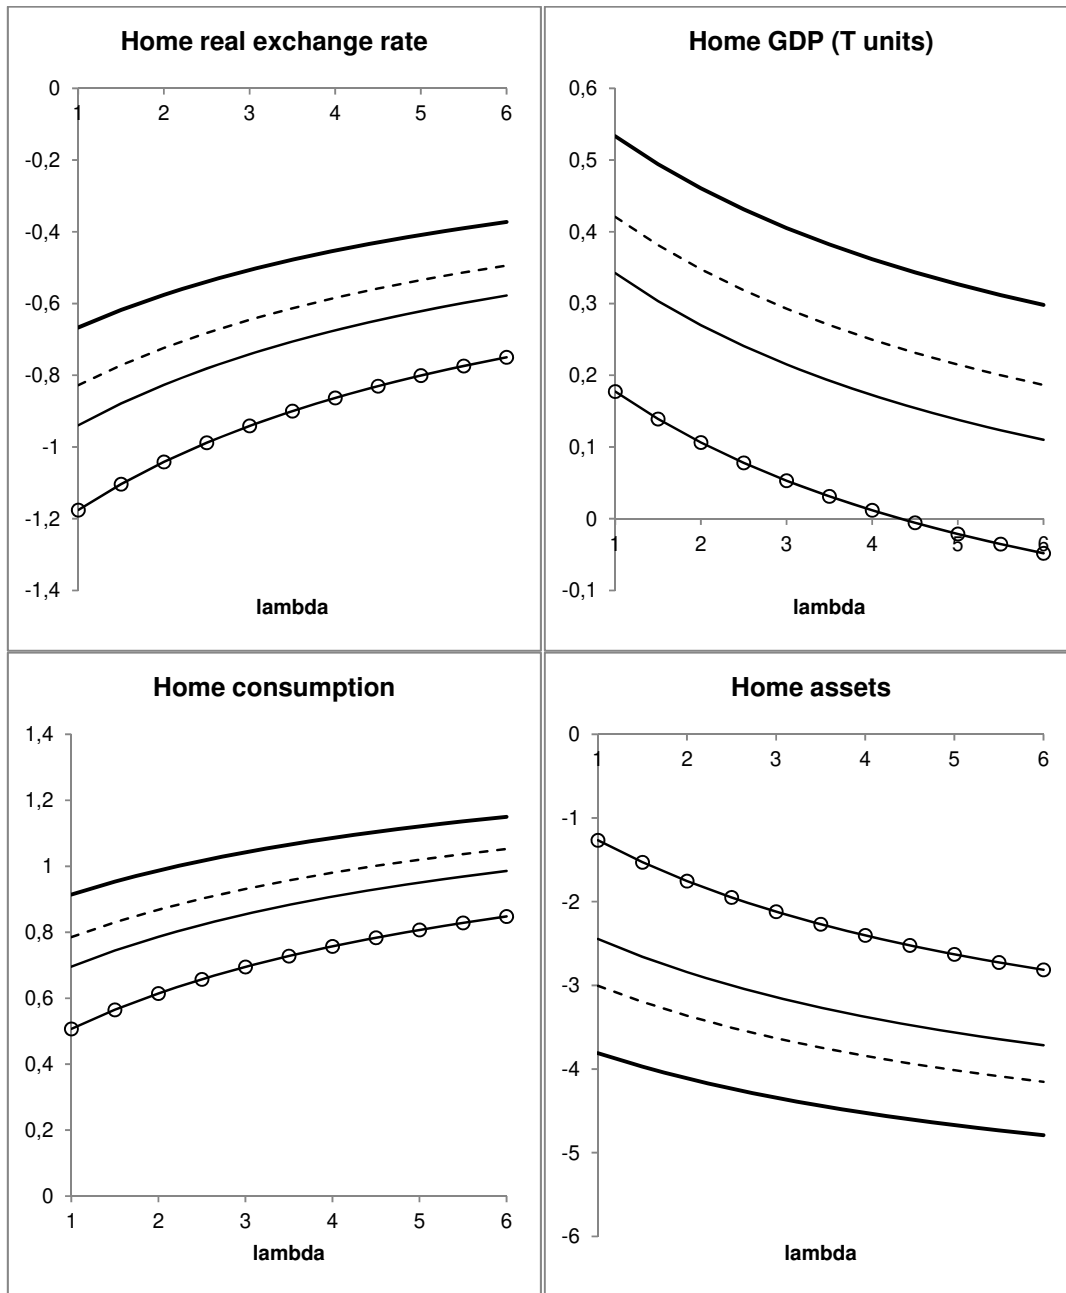 Home real exchange rate
0
1 2 3 4 5 6
-0,2
-0,4
-0,6
-0,8
-1
-1,2
-1,4
lambda
Home GDP (T units)
0,6
0,5
0,4
0,3
0,2
0,1
0
1 2 3 4 5 6
-0,1
lambda
Home consumption
1,4
1,2
1
0,8
0,6
0,4
0,2
0
1 2 3 4 5 6
lambda
Home assets
0
1 2 3 4 5 6
-1
-2
-3
-4
-5
-6
lambda